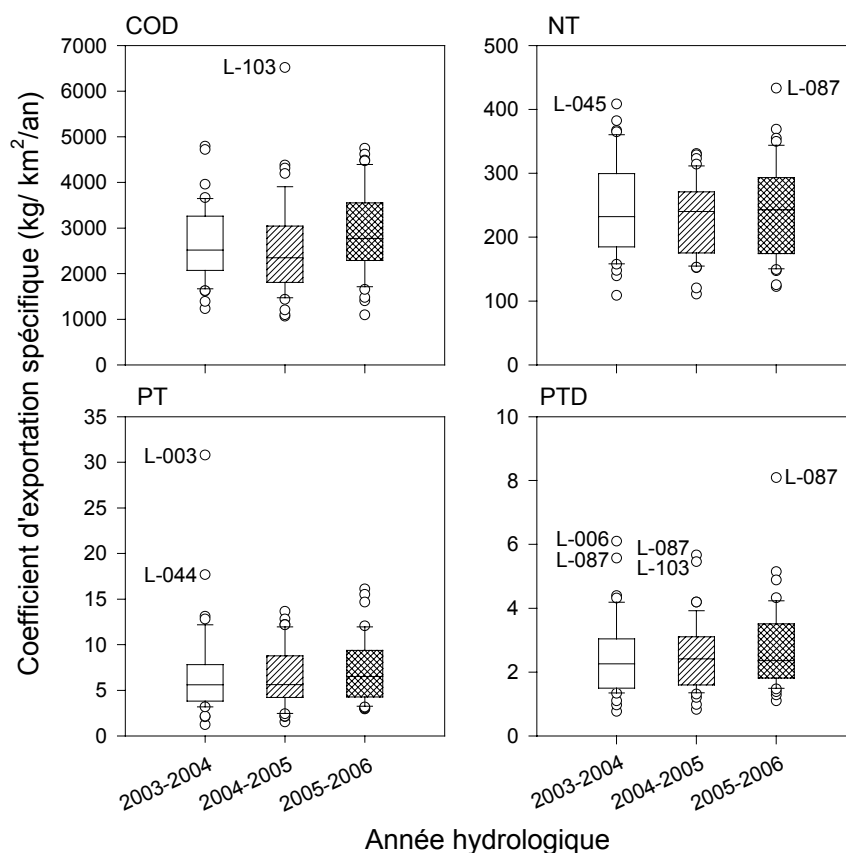 COD
NT
Coefficient d'exportation spécifique (kg/ km²/an)
7000
6000
5000
4000
3000
2000
1000
0
L-103
500
400
300
200
100
0
L-045
L-087
PT
PTD
35
30
25
20
15
10
5
0
L-003
L-044
10
8
6
4
2
0
L-006
L-087
L-087
L-103
L-087
2003-2004
2004-2005
2005-2006
2003-2004
2004-2005
2005-2006
Année hydrologique